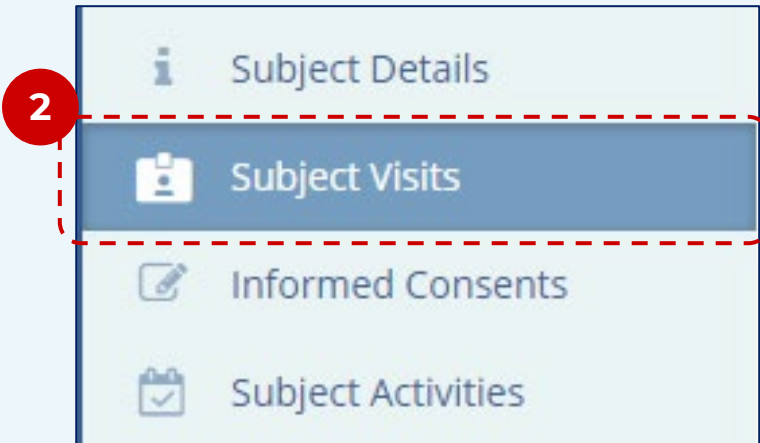 Subject Details
2
Subject Visits
Informed Consents
Subject Activities